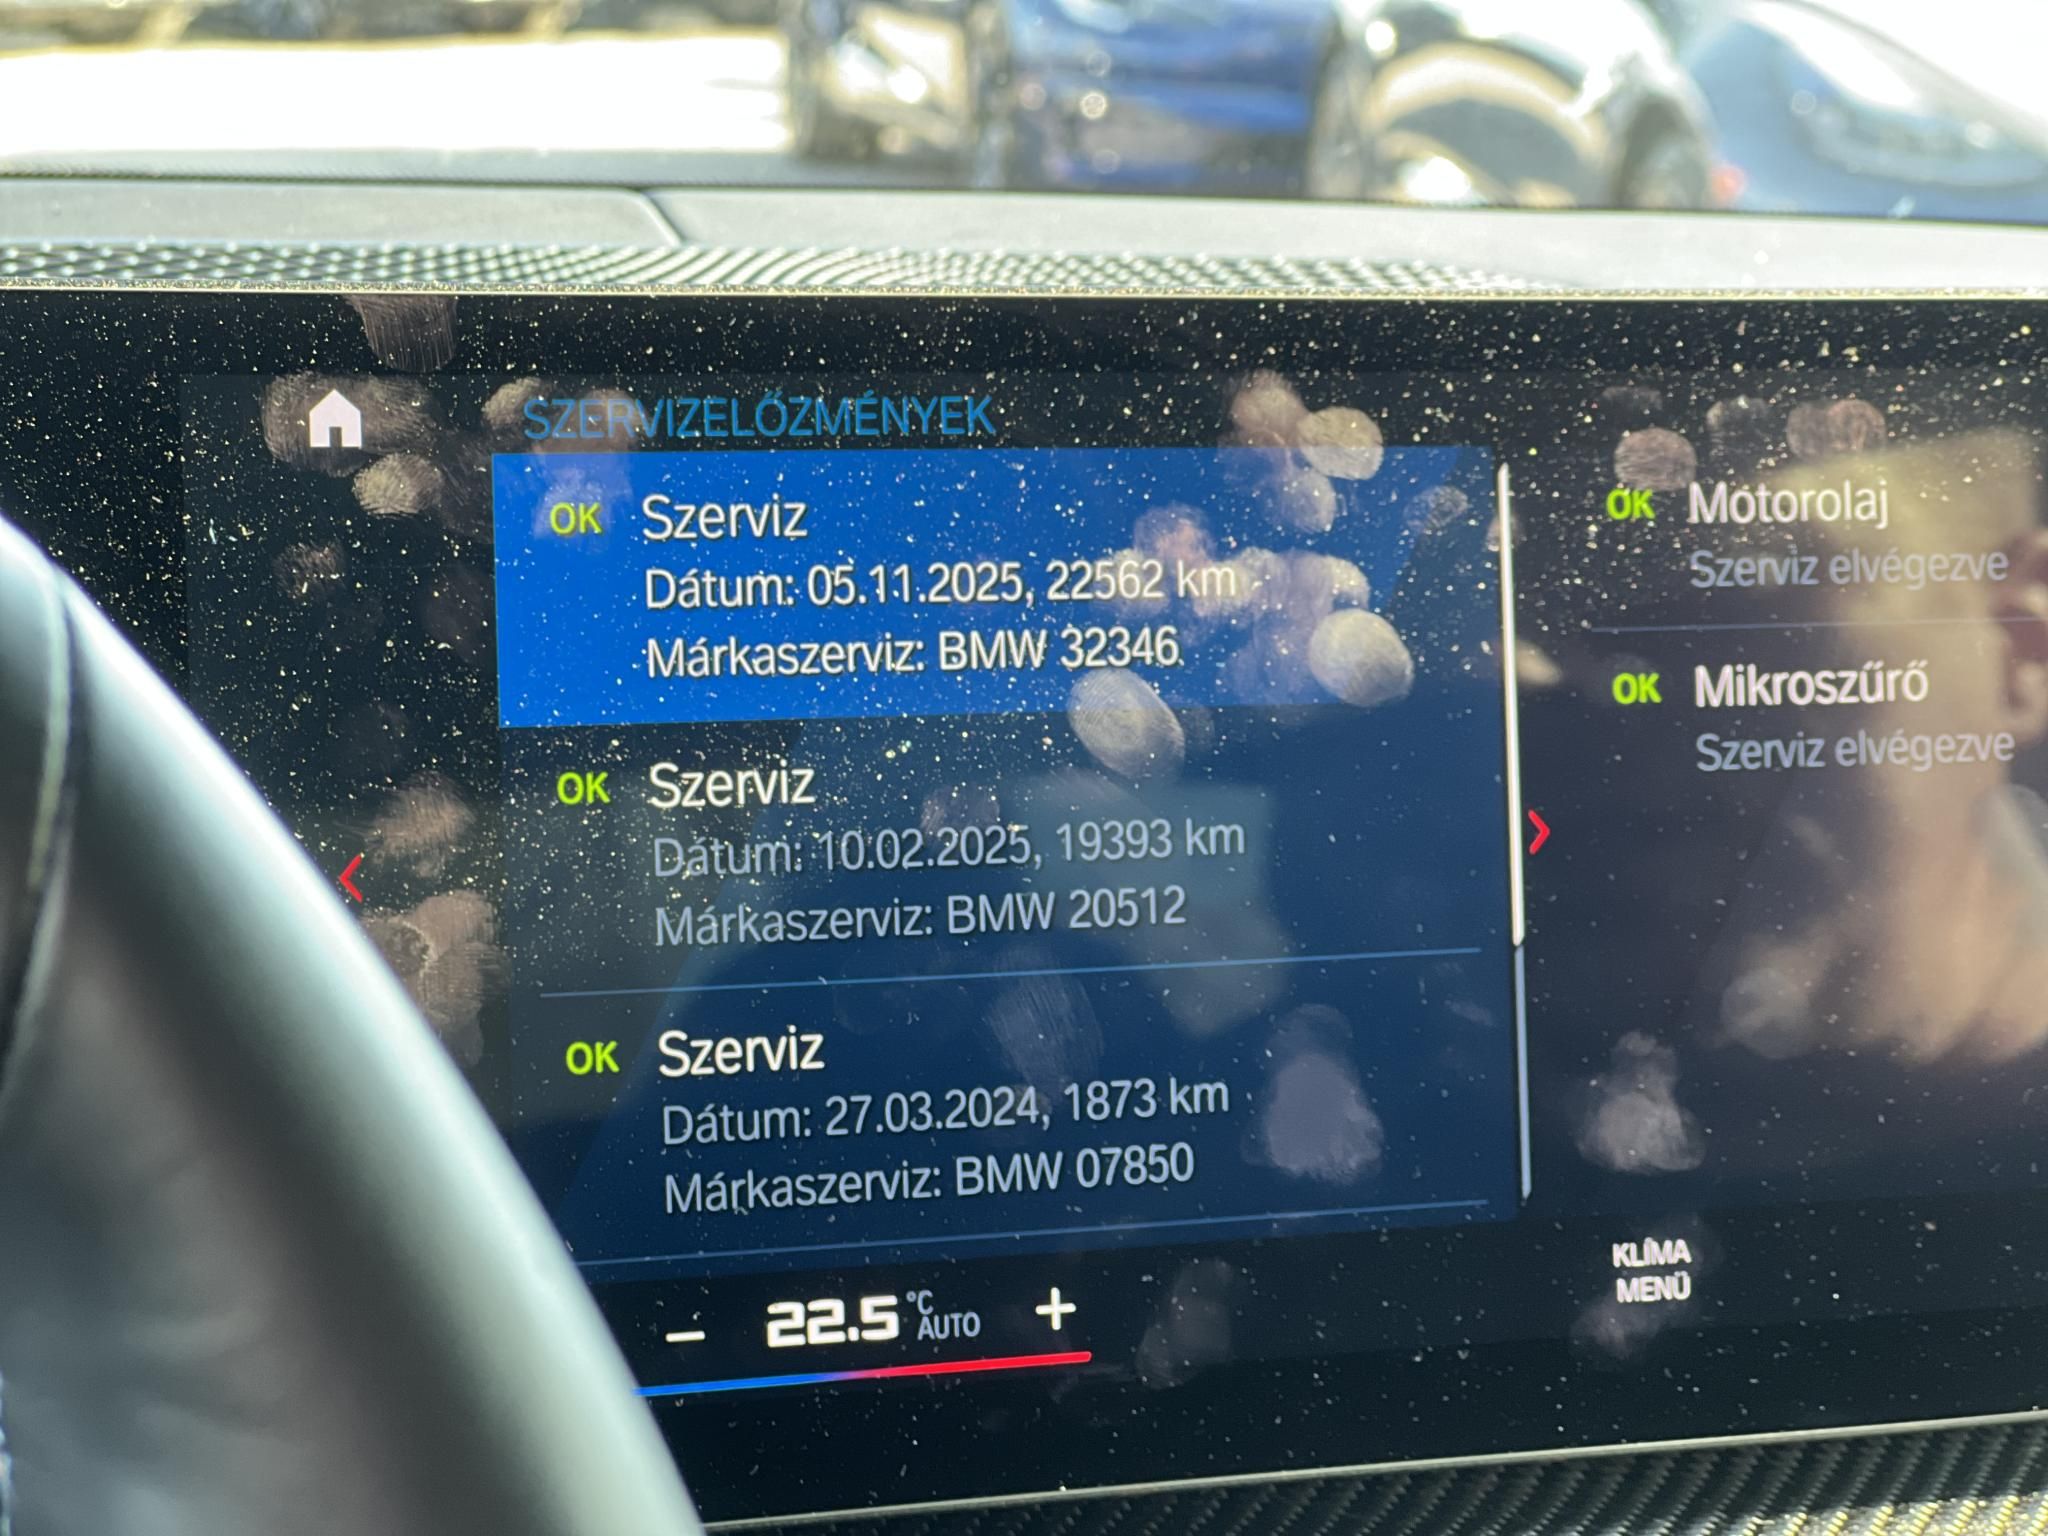 SZERVIZELŐZMÉNYEK
OK Szerviz
Dátum: 05.11.2025, 22562 km
Márkaszerviz: BMW 32346
OK Szerviz
Dátum: 10.02.2025, 19393 km
Márkaszerviz: BMW 20512
OK Szerviz
Dátum: 27.03.2024, 1873 km
Márkaszerviz: BMW 07850
OK Motorolaj
Szerviz elvégezve
OK Mikroszűrő
Szerviz elvégezve
− 22.5 °C AUTO +
KLÍMA
MENÜ